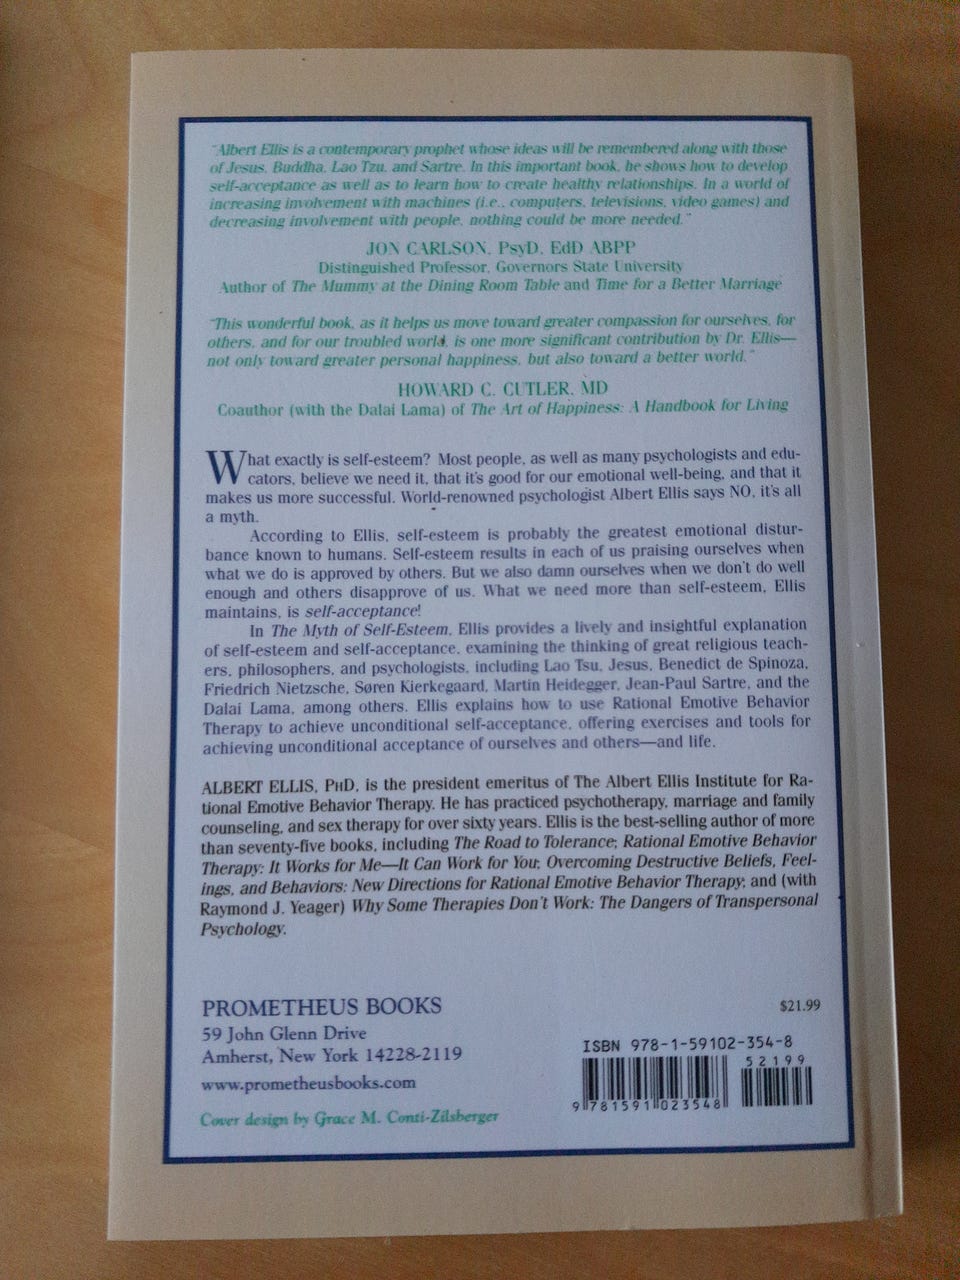 "Albert Ellis is a contemporary prophet whose ideas will be remembered along with those
of Jesus, Buddha, Lao Tzu, and Sartre. In this important book, he shows how to develop
self-acceptance as well as to learn how to create healthy relationships. In a world of
increasing involvement with machines (i.e., computers, televisions, video games) and
decreasing involvement with people, nothing could be more needed."
JON CARLSON, PsyD, EdD ABPP
Distinguished Professor, Governors State University
Author of The Mummy at the Dining Room Table and Time for a Better Marriage
"This wonderful book, as it helps us move toward greater compassion for ourselves, for
others, and for our troubled world, is one more significant contribution by Dr. Ellis—
not only toward greater personal happiness, but also toward a better world."
HOWARD C. CUTLER, MD
Coauthor (with the Dalai Lama) of The Art of Happiness: A Handbook for Living
What exactly is self-esteem? Most people, as well as many psychologists and edu-
cators, believe we need it, that it's good for our emotional well-being, and that it
makes us more successful. World-renowned psychologist Albert Ellis says NO, it's all
a myth.
According to Ellis, self-esteem is probably the greatest emotional distur-
bance known to humans. Self-esteem results in each of us praising ourselves when
what we do is approved by others. But we also damn ourselves when we don't do well
enough and others disapprove of us. What we need more than self-esteem, Ellis
maintains, is self-acceptance!
In The Myth of Self-Esteem, Ellis provides a lively and insightful explanation
of self-esteem and self-acceptance, examining the thinking of great religious teach-
ers, philosophers, and psychologists, including Lao Tsu, Jesus, Benedict de Spinoza,
Friedrich Nietzsche, Søren Kierkegaard, Martin Heidegger, Jean-Paul Sartre, and the
Dalai Lama, among others. Ellis explains how to use Rational Emotive Behavior
Therapy to achieve unconditional self-acceptance, offering exercises and tools for
achieving unconditional acceptance of ourselves and others—and life.
ALBERT ELLIS, PHD, is the president emeritus of The Albert Ellis Institute for Ra-
tional Emotive Behavior Therapy. He has practiced psychotherapy, marriage and family
counseling, and sex therapy for over sixty years. Ellis is the best-selling author of more
than seventy-five books, including The Road to Tolerance; Rational Emotive Behavior
Therapy: It Works for Me—It Can Work for You; Overcoming Destructive Beliefs, Feel-
ings, and Behaviors: New Directions for Rational Emotive Behavior Therapy; and (with
Raymond J. Yeager) Why Some Therapies Don't Work: The Dangers of Transpersonal
Psychology.
PROMETHEUS BOOKS
59 John Glenn Drive
Amherst, New York 14228-2119
www.prometheusbooks.com
Cover design by Grace M. Conti-Zilsberger
$21.99
ISBN 978-1-59102-354-8
52199
9 781591 023548